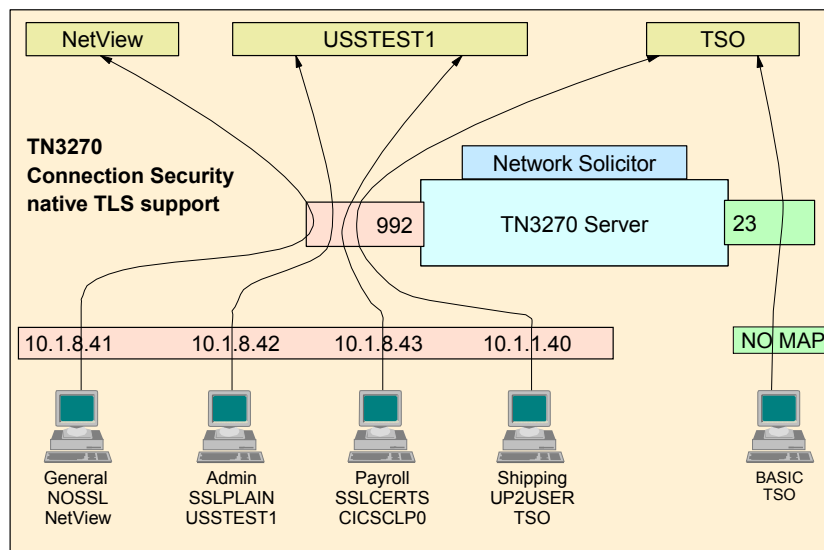 NetView
USSTEST1
TSO
TN3270
Connection Security
native TLS support
Network Solicitor
992
TN3270 Server
23
10.1.8.41
10.1.8.42
10.1.8.43
10.1.1.40
NO MAP
General
NOSSL
NetView
Admin
SSLPLAIN
USSTEST1
Payroll
SSLCERTS
CICSCLP0
Shipping
UP2USER
TSO
BASIC
TSO